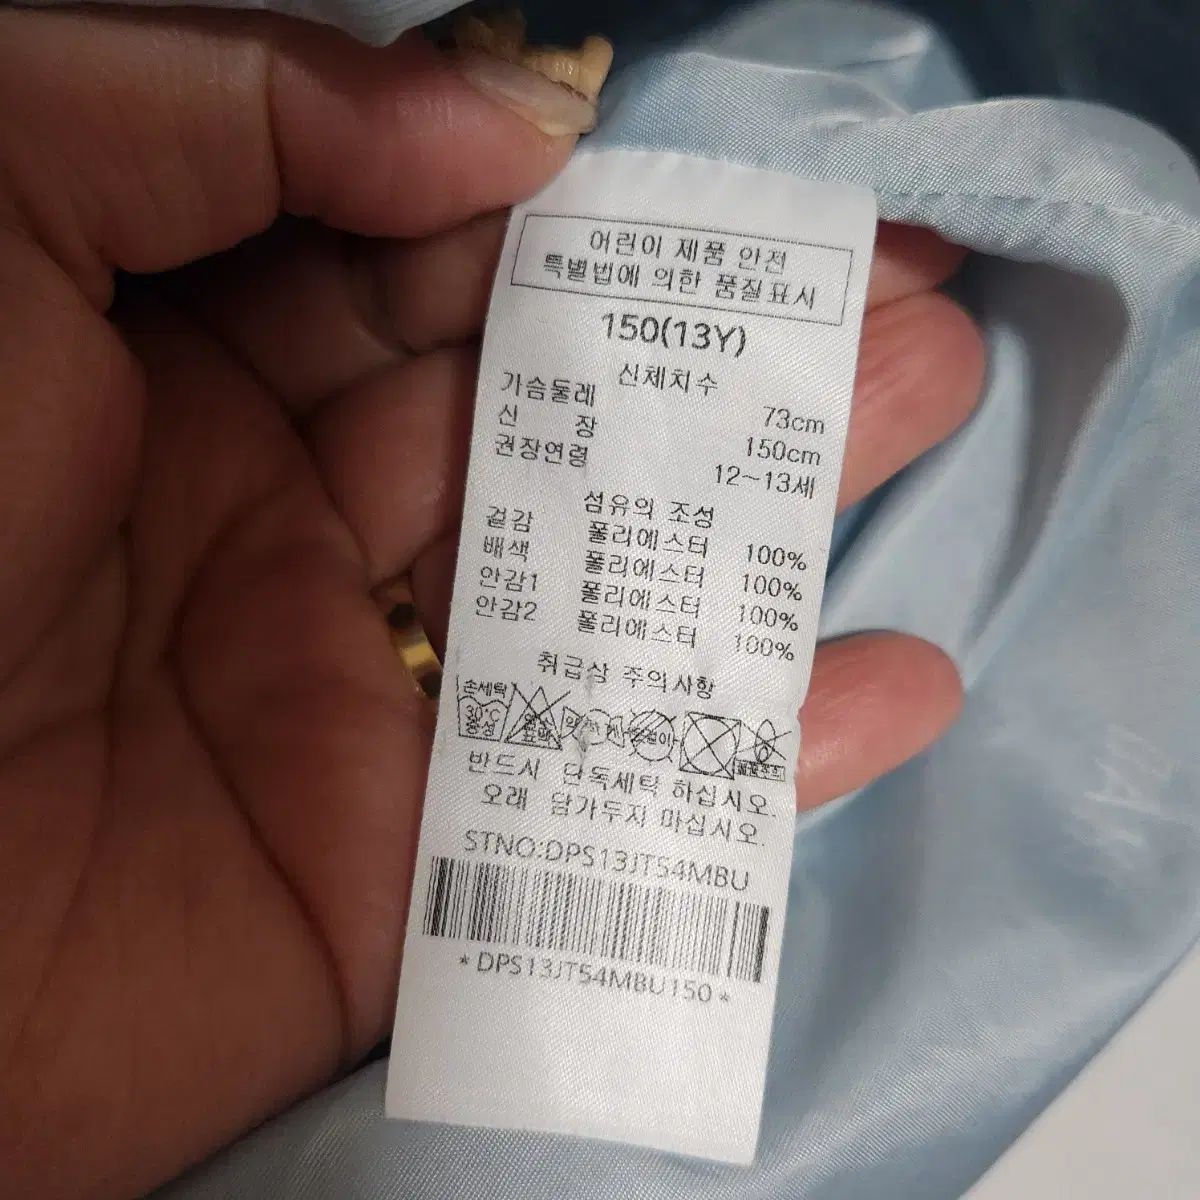 어린이 제품 안전
특별법에 의한 품질표시
150(13Y)
신체치수
가슴둘레 73cm
신 장 150cm
권장연령 12~13세
섬유의 조성
겉감 폴리에스터 100%
배색 폴리에스터 100%
안감1 폴리에스터 100%
안감2 폴리에스터 100%
취급상 주의사항
손세탁
30℃
중성
반드시 단독세탁 하십시오.
오래 담가두지 마십시오.
STNO:DPS13JT54MBU
*DPS13JT54MBU150*